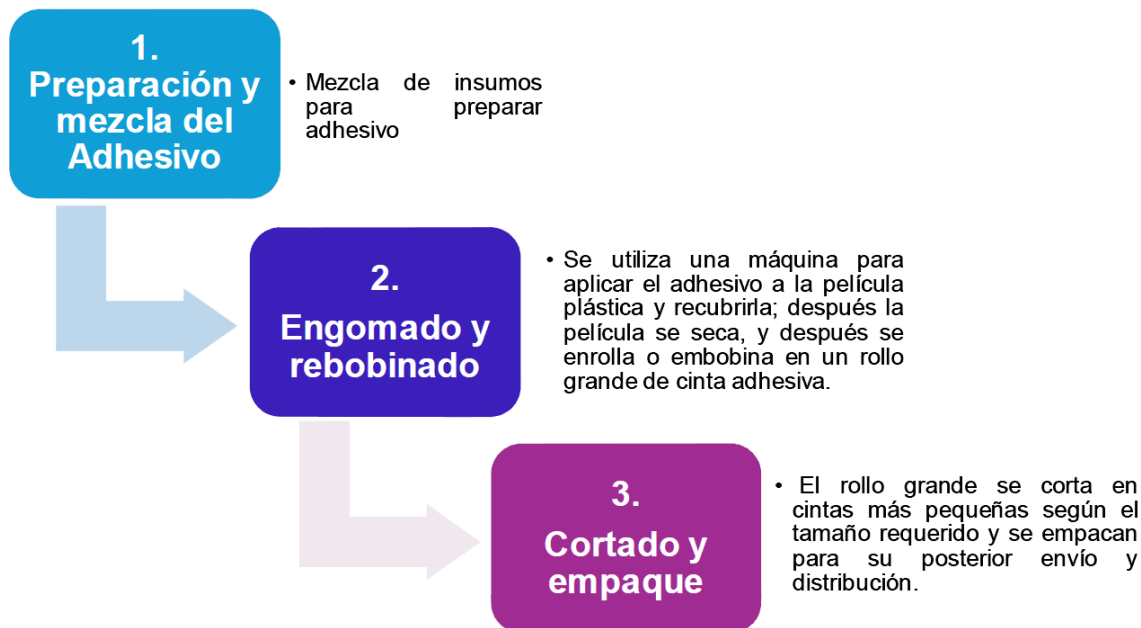 1.
Preparación y
mezcla del
Adhesivo
• Mezcla de insumos
para preparar
adhesivo
2.
Engomado y
rebobinado
• Se utiliza una máquina para
aplicar el adhesivo a la película
plástica y recubrirla; después la
película se seca, y después se
enrolla o embobina en un rollo
grande de cinta adhesiva.
3.
Cortado y
empaque
• El rollo grande se corta en
cintas más pequeñas según el
tamaño requerido y se empacan
para su posterior envío y
distribución.